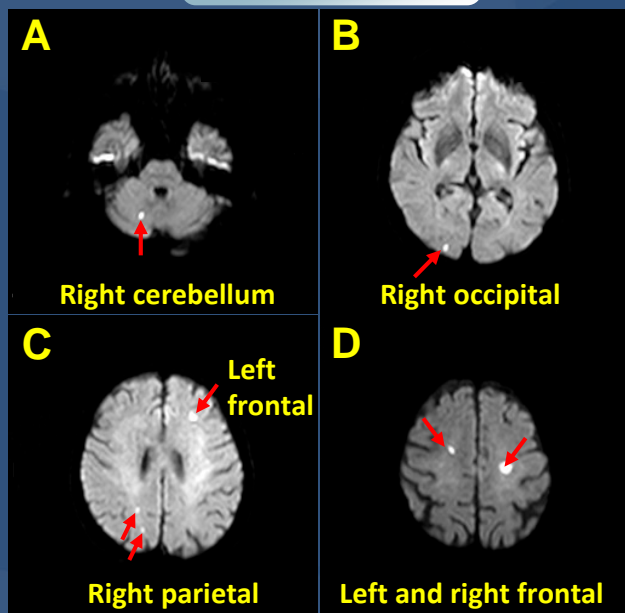 A
B
Right cerebellum
Right occipital
C
D
Left
frontal
Right parietal
Left and right frontal